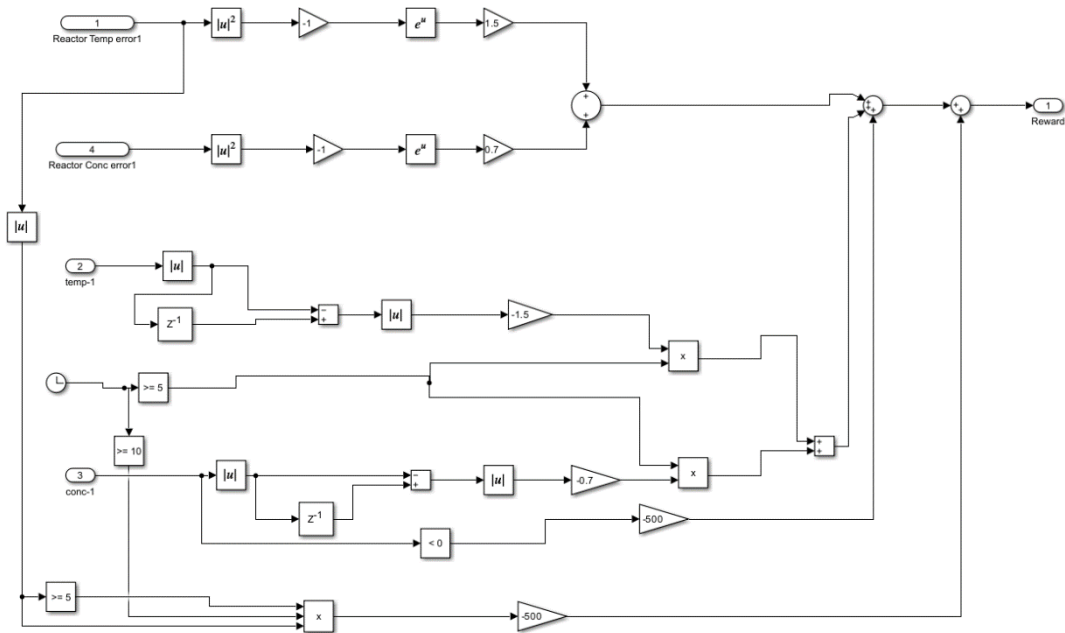 1
|u|²
-1
eᵘ
1.5
Reactor Temp error1
+
+
+
+
+
+
+
1
Reward
4
|u|²
-1
eᵘ
0.7
Reactor Conc error1
|u|
2
|u|
temp-1
−
+
|u|
-1.5
Z⁻¹
x
>= 5
>= 10
+
+
3
|u|
−
+
|u|
-0.7
x
conc-1
Z⁻¹
-500
< 0
>= 5
x
-500